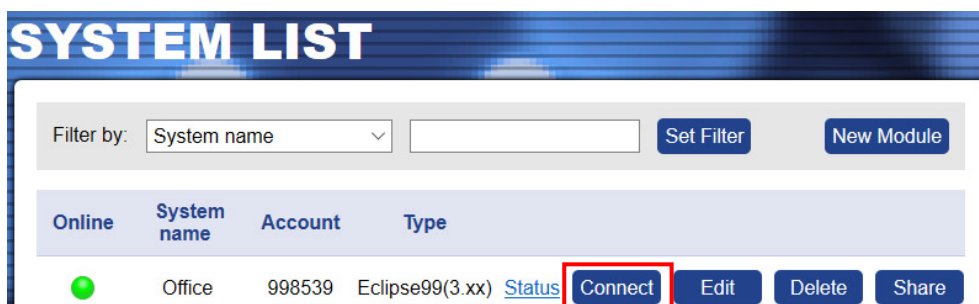 SYSTEM LIST
Filter by: System name Set Filter New Module
Online System name Account Type
Office 998539 Eclipse99(3.xx) Status Connect Edit Delete Share